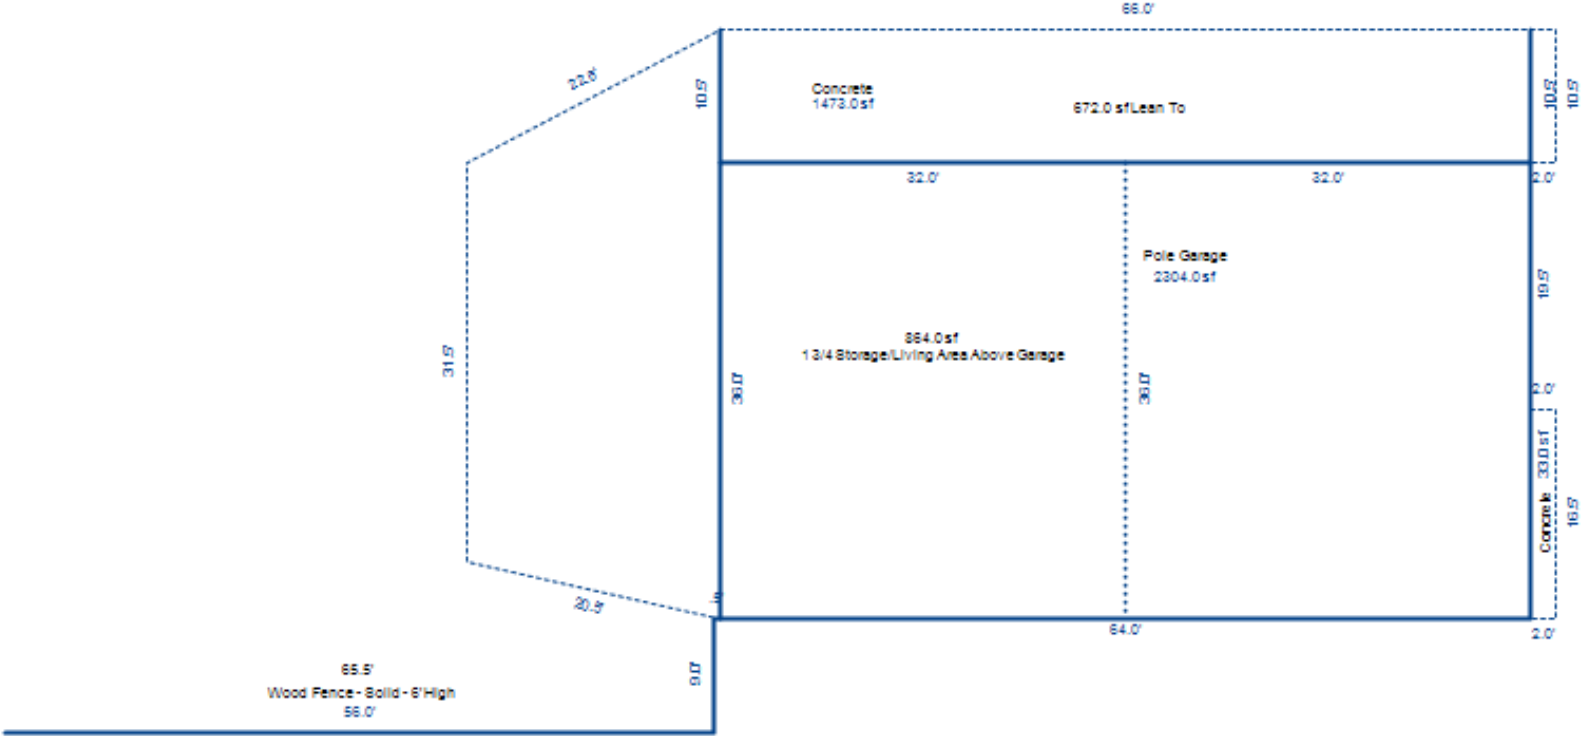 66.0'
22.6'
10.5'
Concrete
1473.0 sf
672.0 sf Lean To
10.5'
10.5'
32.0'
32.0'
2.0'
Pole Garage
2304.0 sf
19.5'
864.0 sf
1 3/4 Storage/Living Area Above Garage
31.5'
36.0'
36.0'
2.0'
33.0 sf
Concrete
16.5'
20.5'
64.0'
2.0'
65.5'
Wood Fence - Solid - 6' High
56.0'
9.0'